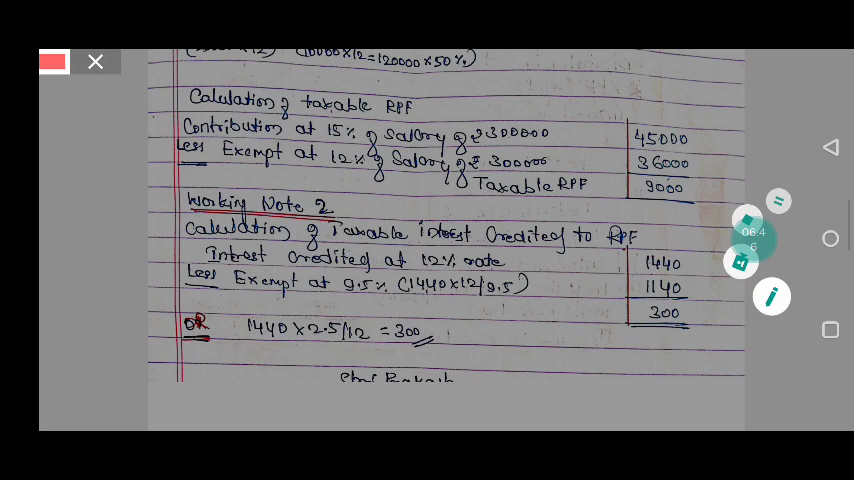 (10000×12=120000×50%)
Calculation of taxable RPF
Contribution at 15% of Salary of ₹300000 45000
Less Exempt at 12% of Salary of ₹300000 36000
Taxable RPF 9000
Working Note 2
Calculation of Taxable interest Credited to RPF
Interest credited at 12% rate 1440
Less Exempt at 9.5% (1440×12/9.5) 1140
300
OR 1440×2.5/12 = 300
06:46